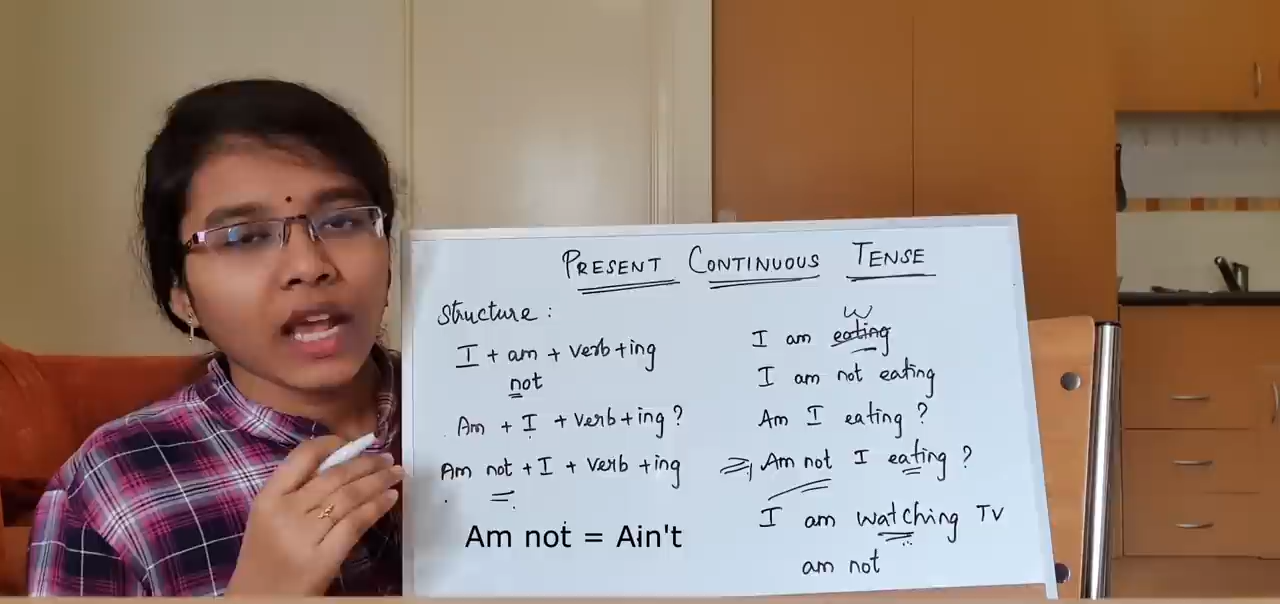 PRESENT CONTINUOUS TENSE
Structure:
I + am + verb+ing
not
Am + I + verb+ing?
Am not + I + verb +ing
Am not = Ain't
W
I am eating
I am not eating
Am I eating?
Am not I eating?
I am watching TV
am not